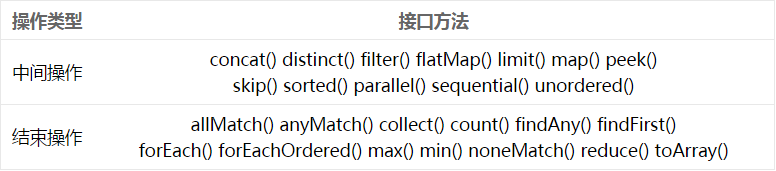 操作类型 接口方法
中间操作 concat() distinct() filter() flatMap() limit() map() peek()
skip() sorted() parallel() sequential() unordered()
结束操作 allMatch() anyMatch() collect() count() findAny() findFirst()
forEach() forEachOrdered() max() min() noneMatch() reduce() toArray()